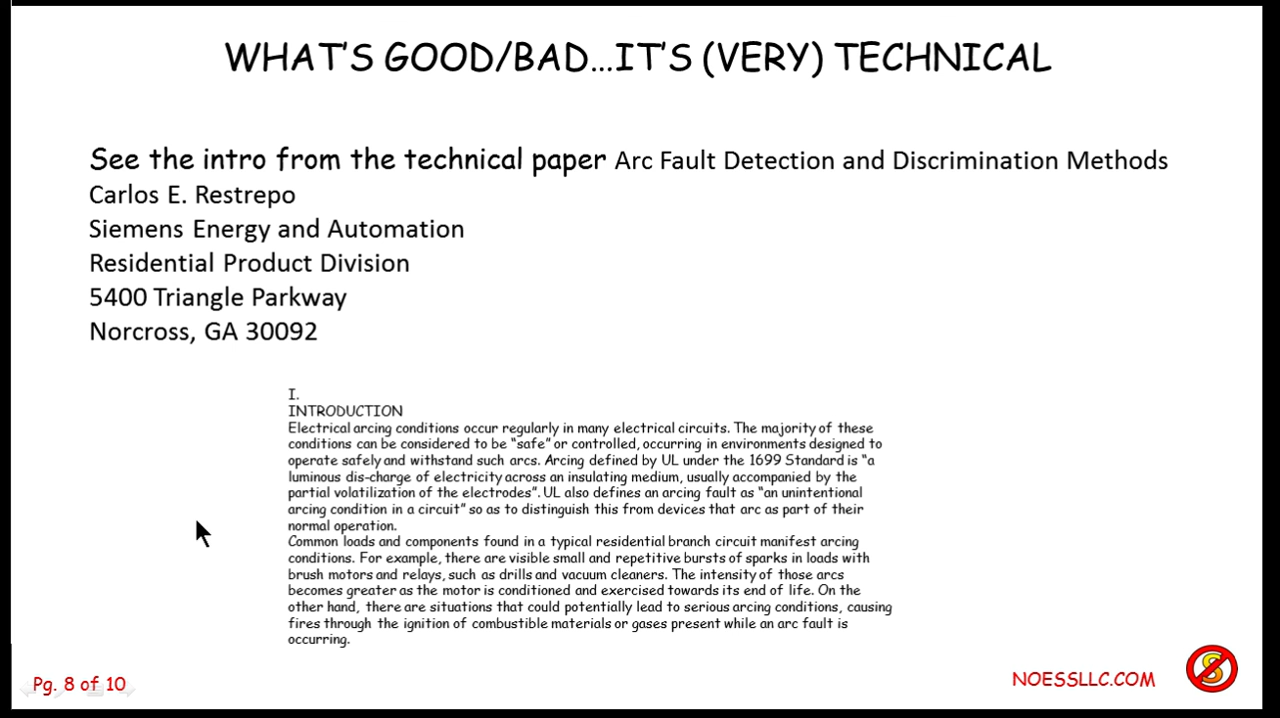 WHAT'S GOOD/BAD…IT'S (VERY) TECHNICAL
See the intro from the technical paper Arc Fault Detection and Discrimination Methods
Carlos E. Restrepo
Siemens Energy and Automation
Residential Product Division
5400 Triangle Parkway
Norcross, GA 30092
I.
INTRODUCTION
Electrical arcing conditions occur regularly in many electrical circuits. The majority of these
conditions can be considered to be “safe” or controlled, occurring in environments designed to
operate safely and withstand such arcs. Arcing defined by UL under the 1699 Standard is “a
luminous dis-charge of electricity across an insulating medium, usually accompanied by the
partial volatilization of the electrodes”. UL also defines an arcing fault as “an unintentional
arcing condition in a circuit” so as to distinguish this from devices that arc as part of their
normal operation.
Common loads and components found in a typical residential branch circuit manifest arcing
conditions. For example, there are visible small and repetitive bursts of sparks in loads with
brush motors and relays, such as drills and vacuum cleaners. The intensity of those arcs
becomes greater as the motor is conditioned and exercised towards its end of life. On the
other hand, there are situations that could potentially lead to serious arcing conditions, causing
fires through the ignition of combustible materials or gases present while an arc fault is
occurring.
Pg. 8 of 10
NOESSLLC.COM
S